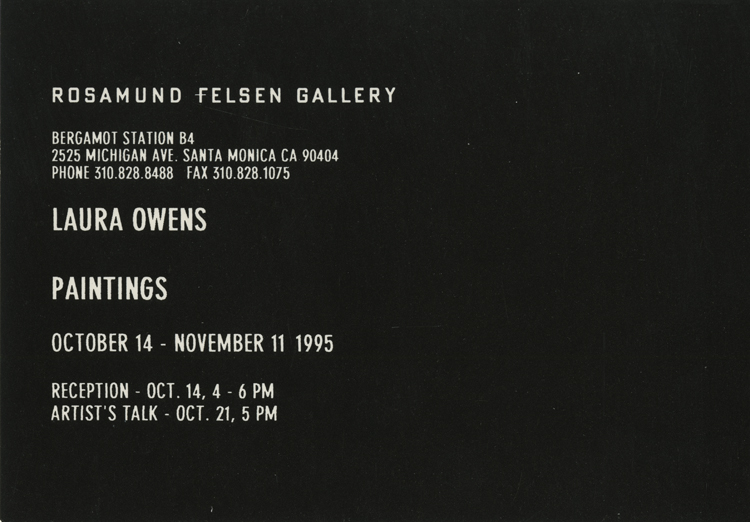 ROSAMUND FELSEN GALLERY
BERGAMOT STATION B4
2525 MICHIGAN AVE. SANTA MONICA CA 90404
PHONE 310.828.8488 FAX 310.828.1075
LAURA OWENS
PAINTINGS
OCTOBER 14 - NOVEMBER 11 1995
RECEPTION - OCT. 14, 4 - 6 PM
ARTIST'S TALK - OCT. 21, 5 PM